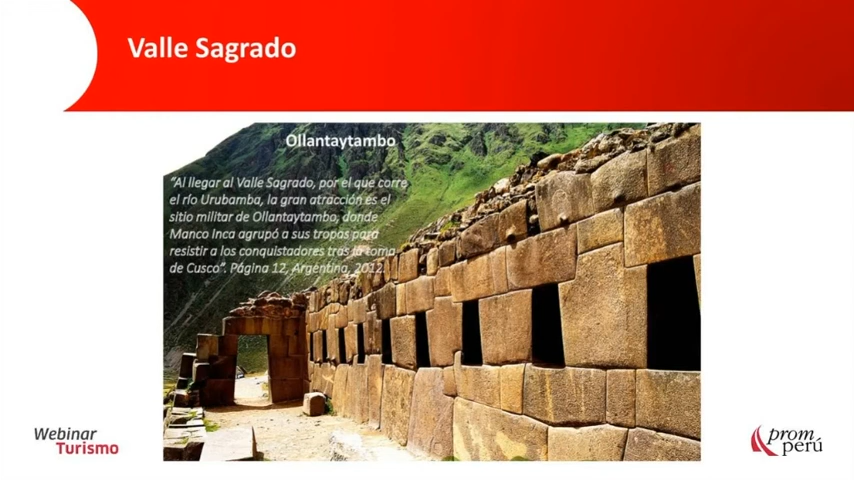 Valle Sagrado
Ollantaytambo
“Al llegar al Valle Sagrado, por el que corre
el río Urubamba, la gran atracción es el
sitio militar de Ollantaytambo, donde
Manco Inca agrupó a sus tropas para
resistir a los conquistadores tras la toma
de Cusco”. Página 12, Argentina, 2012.
Webinar
Turismo
prom
perú